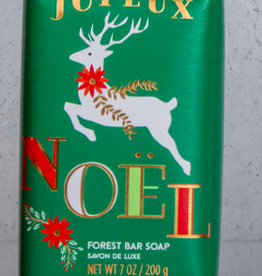 JOYEUX
NOËL
FOREST BAR SOAP
SAVON DE LUXE
NET WT 7 OZ / 200 g